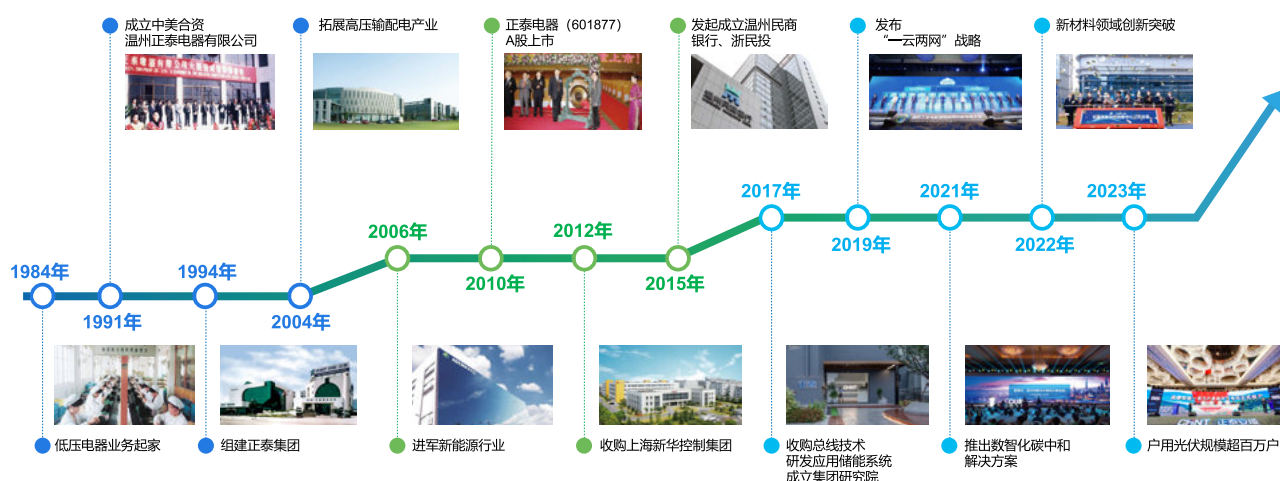 成立中美合资
温州正泰电器有限公司
拓展高压输配电产业
正泰电器（601877）
A股上市
发起成立温州民商
银行、浙民投
发布
“一云两网”战略
新材料领域创新突破
1984年
1991年
1994年
2004年
2006年
2010年
2012年
2015年
2017年
2019年
2021年
2022年
2023年
低压电器业务起家
组建正泰集团
进军新能源行业
收购上海新华控制集团
收购总线技术
研发应用储能系统
成立集团研究院
推出数智化碳中和
解决方案
户用光伏规模超百万户